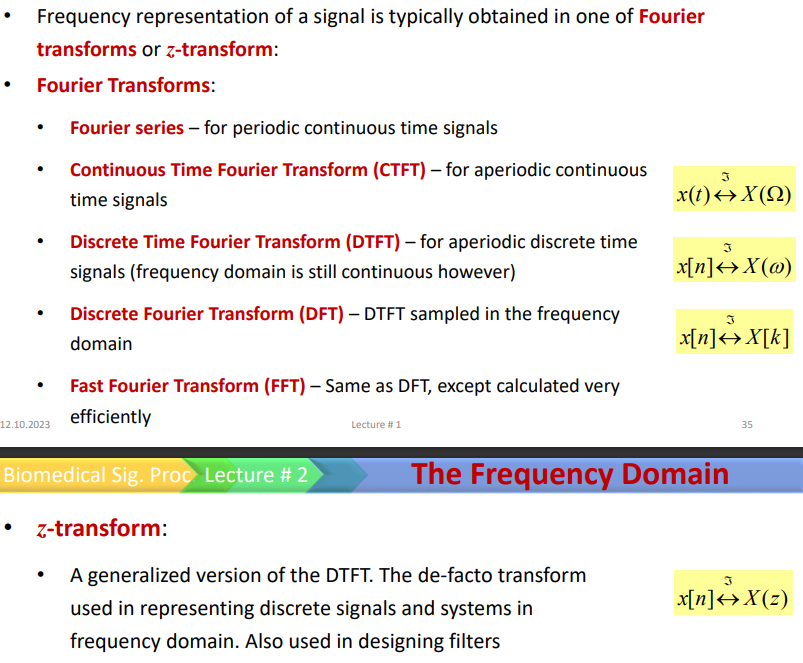 • Frequency representation of a signal is typically obtained in one of Fourier
transforms or z-transform:
• Fourier Transforms:
• Fourier series – for periodic continuous time signals
• Continuous Time Fourier Transform (CTFT) – for aperiodic continuous
time signals
ℑ
x(t)↔X(Ω)
• Discrete Time Fourier Transform (DTFT) – for aperiodic discrete time
signals (frequency domain is still continuous however)
ℑ
x[n]↔X(ω)
• Discrete Fourier Transform (DFT) – DTFT sampled in the frequency
domain
ℑ
x[n]↔X[k]
• Fast Fourier Transform (FFT) – Same as DFT, except calculated very
efficiently
12.10.2023 Lecture # 1 35
Biomedical Sig. Proc Lecture # 2 The Frequency Domain
• z-transform:
• A generalized version of the DTFT. The de-facto transform
used in representing discrete signals and systems in
frequency domain. Also used in designing filters
ℑ
x[n]↔X(z)